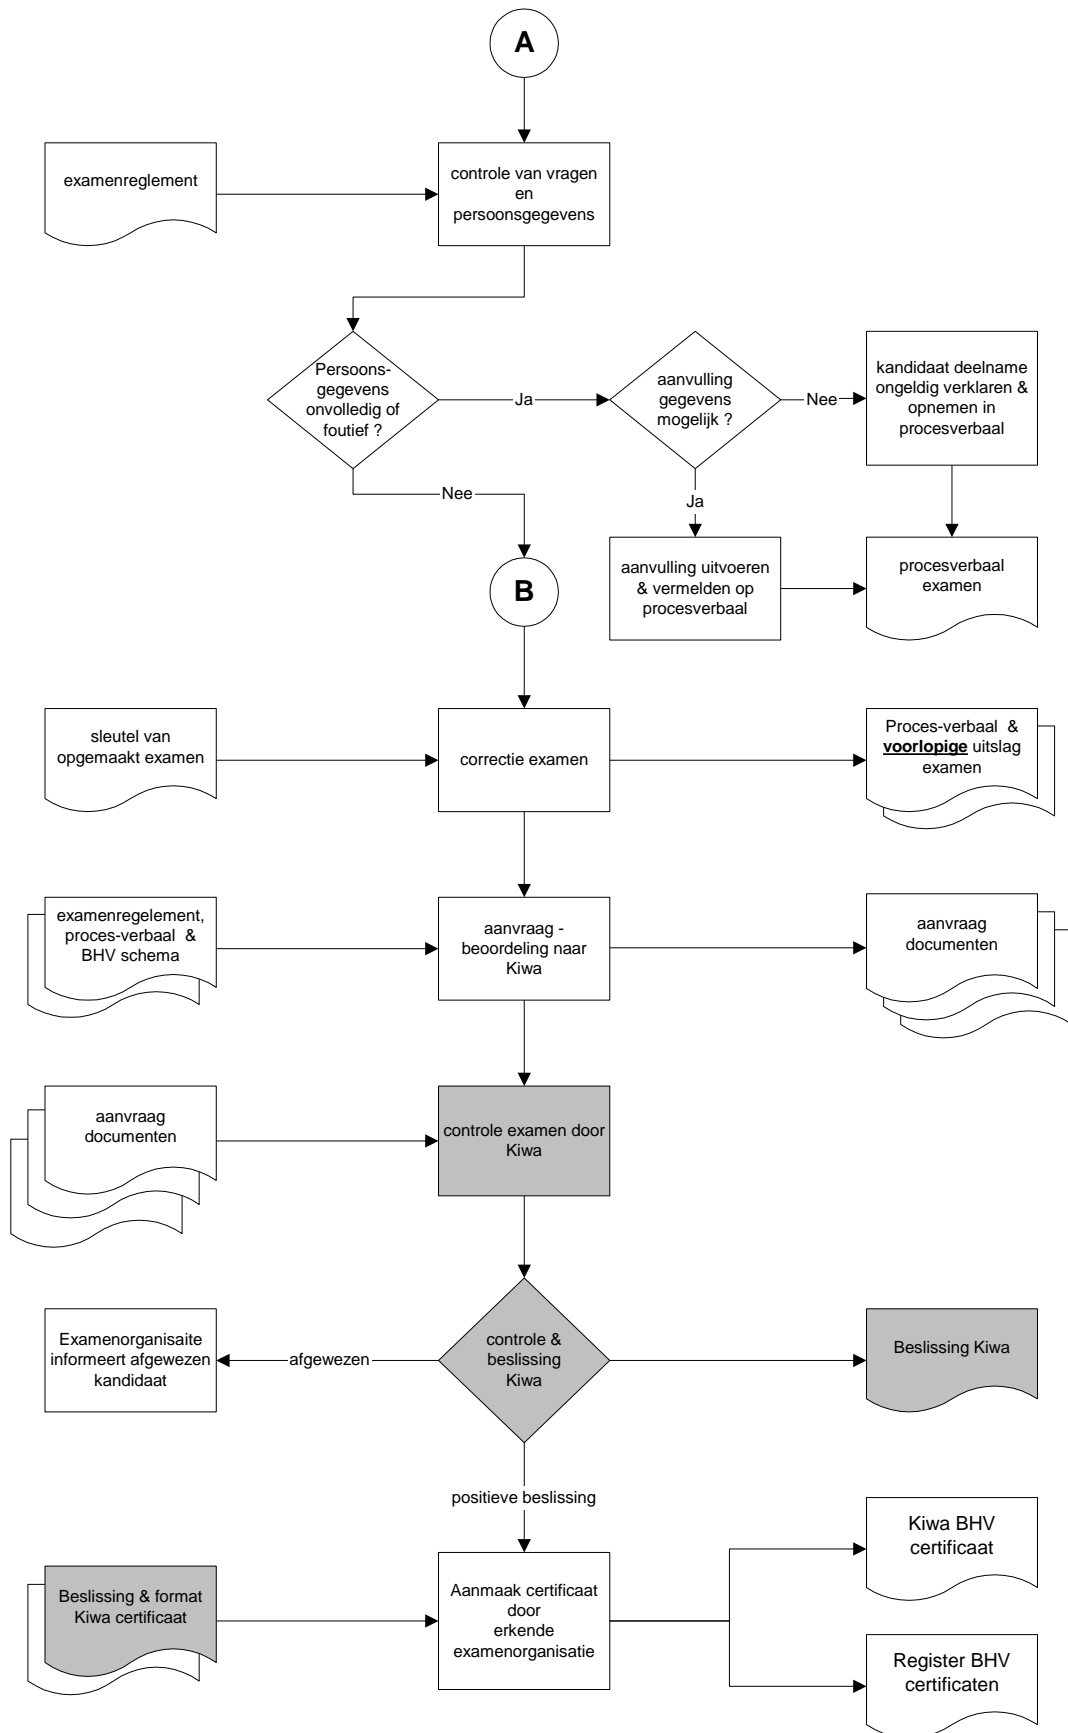 A
examenreglement
controle van vragen
en
persoonsgegevens
Persoons-
gegevens
onvolledig of
foutief ?
Ja
aanvulling
gegevens
mogelijk ?
Nee
kandidaat deelname
ongeldig verklaren &
opnemen in
procesverbaal
Nee
Ja
B
aanvulling uitvoeren
& vermelden op
procesverbaal
procesverbaal
examen
sleutel van
opgemaakt examen
correctie examen
Proces-verbaal &
voorlopige uitslag
examen
examenregelement,
proces-verbaal &
BHV schema
aanvraag -
beoordeling naar
Kiwa
aanvraag
documenten
aanvraag
documenten
controle examen door
Kiwa
Examenorganisaite
informeert afgewezen
kandidaat
afgewezen
controle &
beslissing
Kiwa
Beslissing Kiwa
positieve beslissing
Beslissing & format
Kiwa certificaat
Aanmaak certificaat
door
erkende
examenorganisatie
Kiwa BHV
certificaat
Register BHV
certificaten